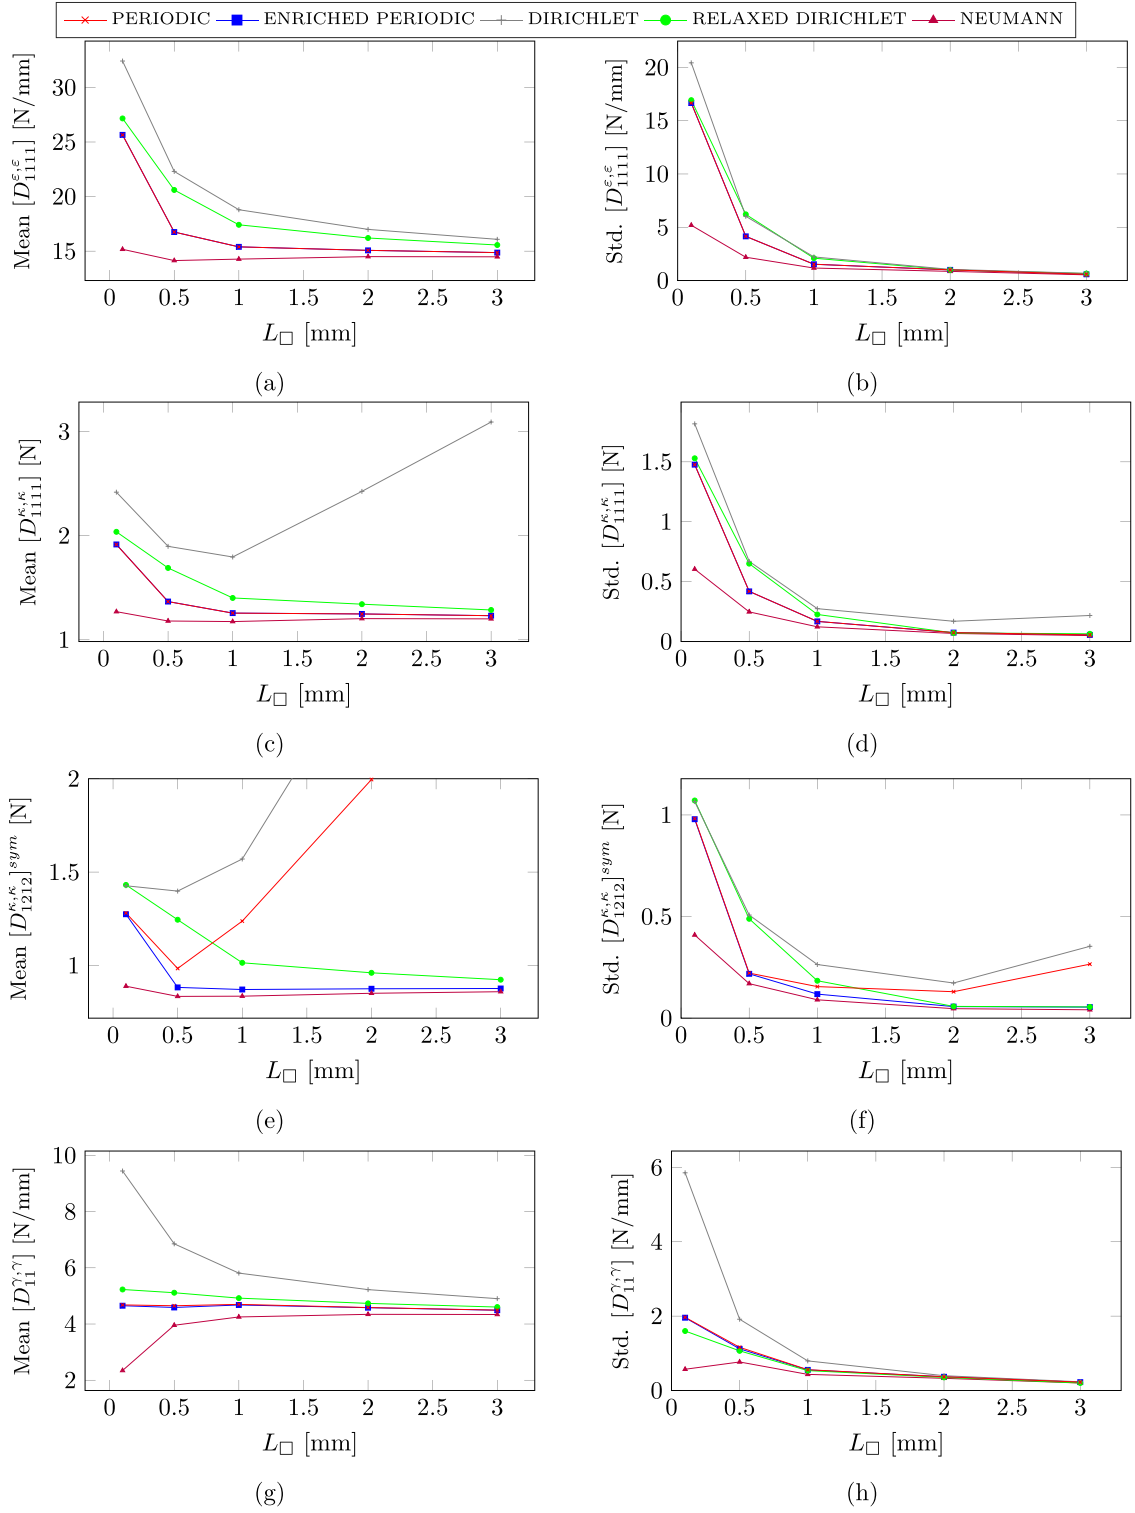 PERIODIC ENRICHED PERIODIC DIRICHLET RELAXED DIRICHLET NEUMANN
Mean [D^{ε,ε}_{1111}] [N/mm]
30
25
20
15
0 0.5 1 1.5 2 2.5 3
L□ [mm]
(a)
Std. [D^{ε,ε}_{1111}] [N/mm]
20
15
10
5
0
0 0.5 1 1.5 2 2.5 3
L□ [mm]
(b)
Mean [D^{κ,κ}_{1111}] [N]
3
2
1
0 0.5 1 1.5 2 2.5 3
L□ [mm]
(c)
Std. [D^{κ,κ}_{1111}] [N]
1.5
1
0.5
0
0 0.5 1 1.5 2 2.5 3
L□ [mm]
(d)
Mean [D^{κ,κ}_{1212}]^{sym} [N]
2
1.5
1
0 0.5 1 1.5 2 2.5 3
L□ [mm]
(e)
Std. [D^{κ,κ}_{1212}]^{sym} [N]
1
0.5
0
0 0.5 1 1.5 2 2.5 3
L□ [mm]
(f)
Mean [D^{γ,γ}_{11}] [N/mm]
10
8
6
4
2
0 0.5 1 1.5 2 2.5 3
L□ [mm]
(g)
Std. [D^{γ,γ}_{11}] [N/mm]
6
4
2
0
0 0.5 1 1.5 2 2.5 3
L□ [mm]
(h)